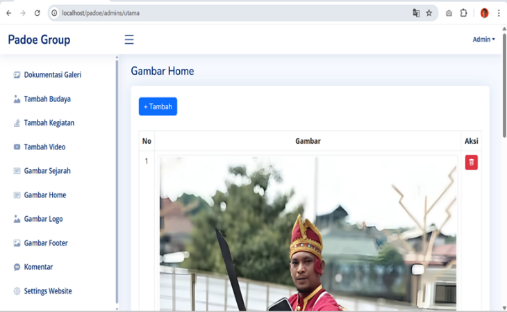 localhost/padoe/admins/utama
Padoe Group
Admin
Dokumentasi Galeri
Tambah Budaya
Tambah Kegiatan
Tambah Video
Gambar Sejarah
Gambar Home
Gambar Logo
Gambar Footer
Komentar
Settings Website
Gambar Home
+ Tambah
No Gambar Aksi
1